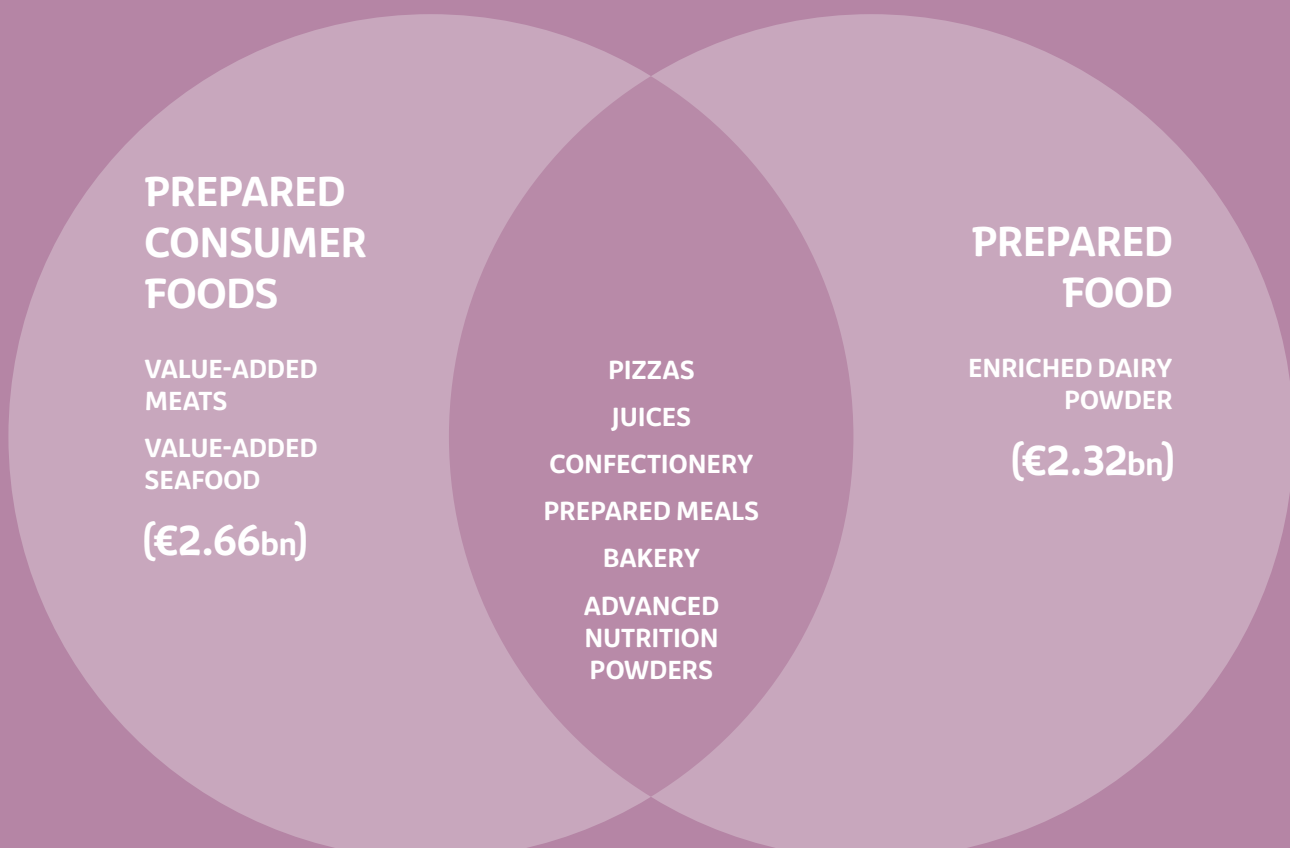 PREPARED
CONSUMER
FOODS
VALUE-ADDED
MEATS
VALUE-ADDED
SEAFOOD
(€2.66bn)
PIZZAS
JUICES
CONFECTIONERY
PREPARED MEALS
BAKERY
ADVANCED
NUTRITION
POWDERS
PREPARED
FOOD
ENRICHED DAIRY
POWDER
(€2.32bn)